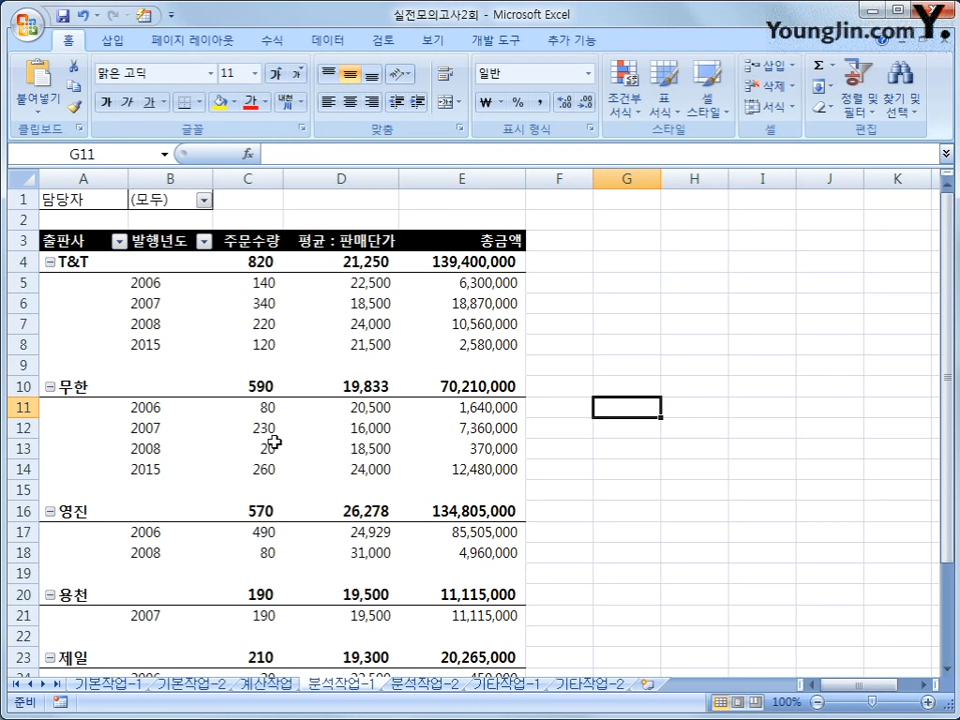 실전모의고사2회 - Microsoft Excel
YoungJin.com Y.
홈 삽입 페이지 레이아웃 수식 데이터 검토 보기 개발 도구 추가 기능
붙여넣기
맑은 고딕 11
가 가 가
일반
₩ % ,
조건부 서식
표 서식
셀 스타일
삽입
삭제
서식
Σ
정렬 및 필터
찾기 및 선택
클립보드 글꼴 맞춤 표시 형식 스타일 셀 편집
G11 fx
A B C D E F G H I J K
1 담당자 (모두)
2
3 출판사 발행년도 주문수량 평균 : 판매단가 총금액
4 T&T 820 21,250 139,400,000
5 2006 140 22,500 6,300,000
6 2007 340 18,500 18,870,000
7 2008 220 24,000 10,560,000
8 2015 120 21,500 2,580,000
9
10 무한 590 19,833 70,210,000
11 2006 80 20,500 1,640,000
12 2007 230 16,000 7,360,000
13 2008 20 18,500 370,000
14 2015 260 24,000 12,480,000
15
16 영진 570 26,278 134,805,000
17 2006 490 24,929 85,505,000
18 2008 80 31,000 4,960,000
19
20 용천 190 19,500 11,115,000
21 2007 190 19,500 11,115,000
22
23 제일 210 19,300 20,265,000
기본작업-1 기본작업-2 계산작업 분석작업-1 분석작업-2 기타작업-1 기타작업-2
준비 100%